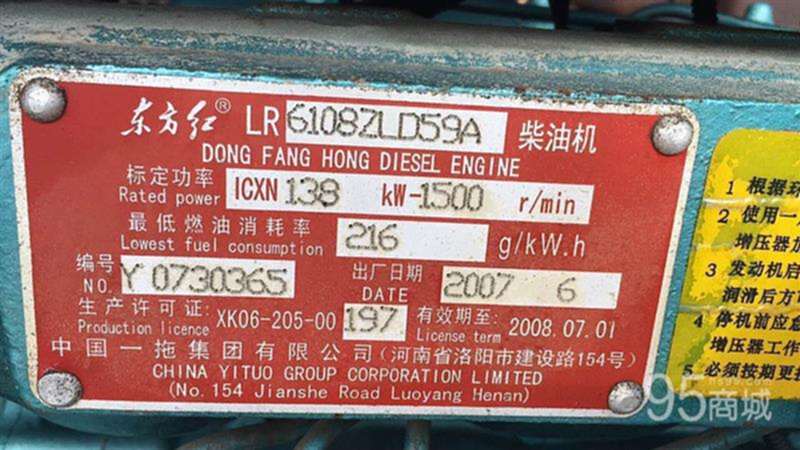 东方红® LR 6108ZLD59A 柴油机
DONG FANG HONG DIESEL ENGINE
标定功率
Rated power ICXN 138 kW-1500 r/min
最低燃油消耗率
Lowest fuel consumption 216 g/kW.h
编号
NO. Y 0730365
出厂日期
DATE 2007 6
生产许可证:
Production licence XK06-205-00 197
有效期至:
License term 2008.07.01
中国一拖集团有限公司(河南省洛阳市建设路154号)
CHINA YITUO GROUP CORPORATION LIMITED
(No.154 Jianshe Road Luoyang Henan)
1 根据环
2 使用一
增压器加
3 发动机启
润滑后方
4 停机前应
增压器工作
5 必须按期更
95商城